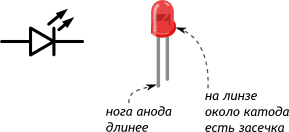 нога анода
длинее
на линзе
около катода
есть засечка